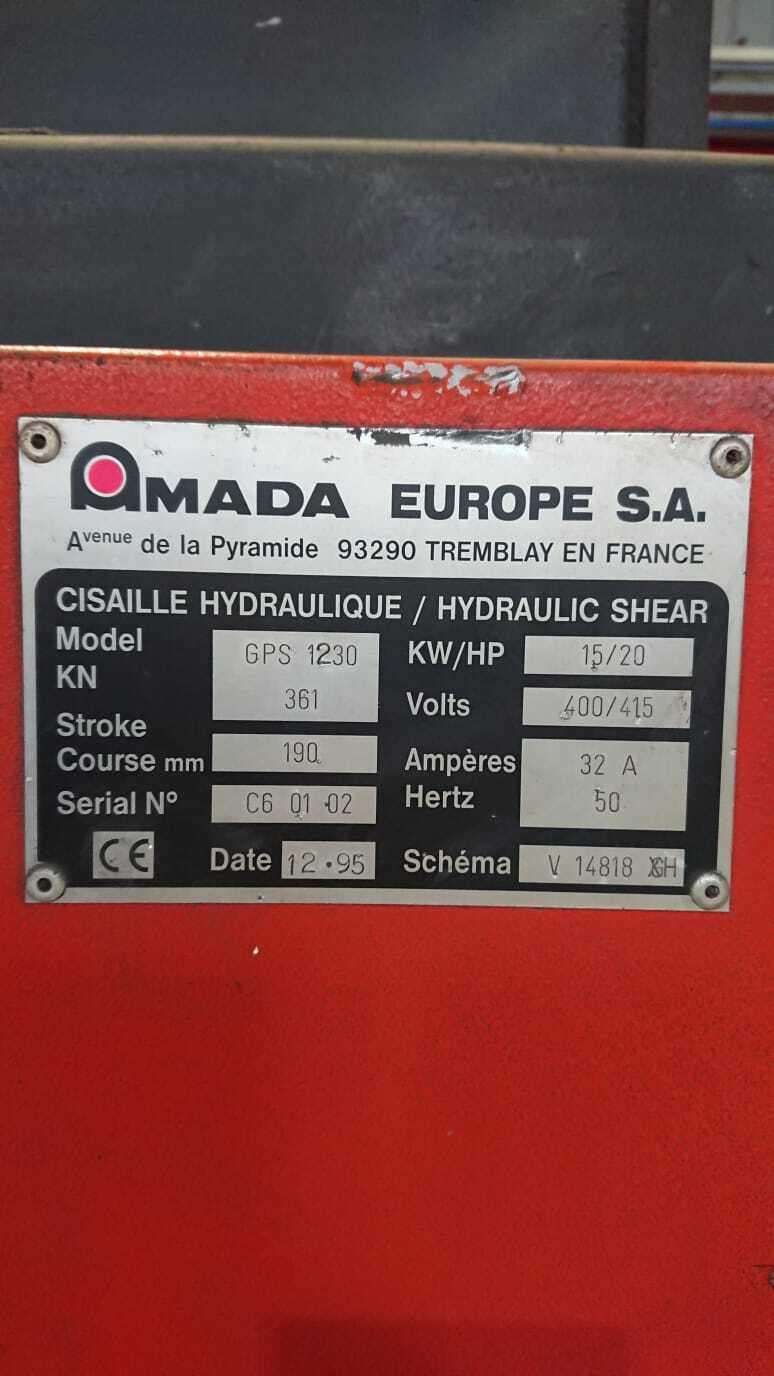 AMADA EUROPE S.A.
Avenue de la Pyramide 93290 TREMBLAY EN FRANCE
CISAILLE HYDRAULIQUE / HYDRAULIC SHEAR
Model GPS 1230
KN 361
Stroke
Course mm 190
Serial N° C6 01 02
CE Date 12·95
KW/HP 15/20
Volts 400/415
Ampères 32 A
Hertz 50
Schéma V 14818